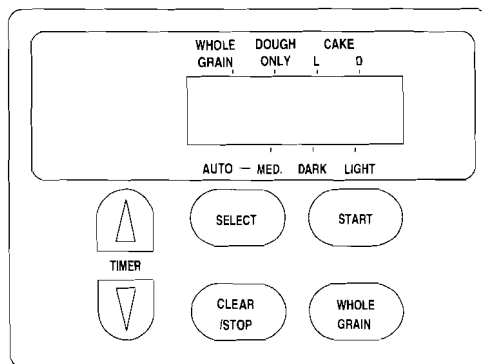 WHOLE DOUGH CAKE
GRAIN ONLY L D
AUTO — MED. DARK LIGHT
SELECT START
TIMER
CLEAR WHOLE
/STOP GRAIN